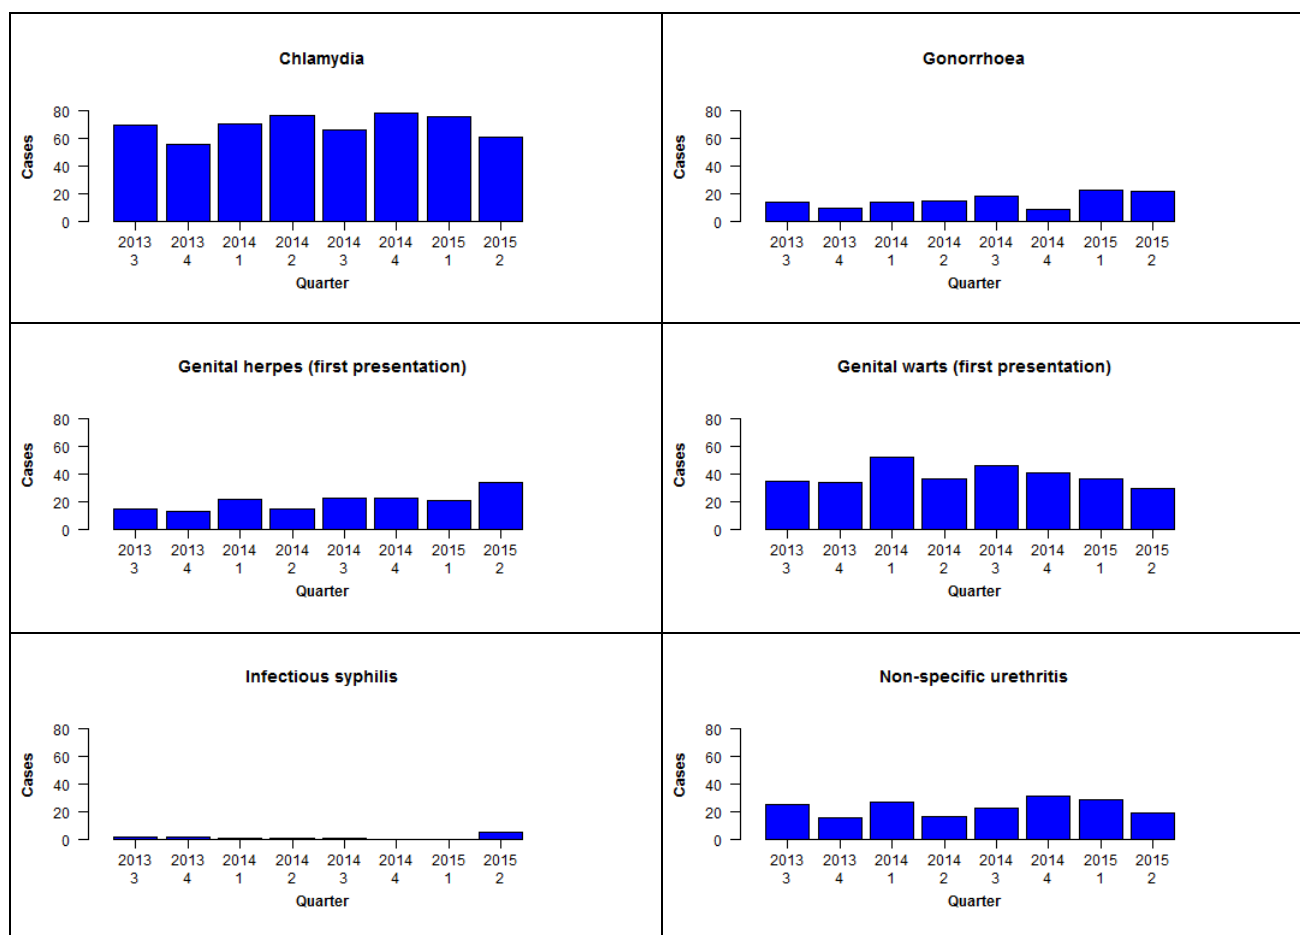 Chlamydia
Cases
80
60
40
20
0
2013 2013 2014 2014 2014 2014 2015 2015
3 4 1 2 3 4 1 2
Quarter
Gonorrhoea
Cases
80
60
40
20
0
2013 2013 2014 2014 2014 2014 2015 2015
3 4 1 2 3 4 1 2
Quarter
Genital herpes (first presentation)
Cases
80
60
40
20
0
2013 2013 2014 2014 2014 2014 2015 2015
3 4 1 2 3 4 1 2
Quarter
Genital warts (first presentation)
Cases
80
60
40
20
0
2013 2013 2014 2014 2014 2014 2015 2015
3 4 1 2 3 4 1 2
Quarter
Infectious syphilis
Cases
80
60
40
20
0
2013 2013 2014 2014 2014 2014 2015 2015
3 4 1 2 3 4 1 2
Quarter
Non-specific urethritis
Cases
80
60
40
20
0
2013 2013 2014 2014 2014 2014 2015 2015
3 4 1 2 3 4 1 2
Quarter